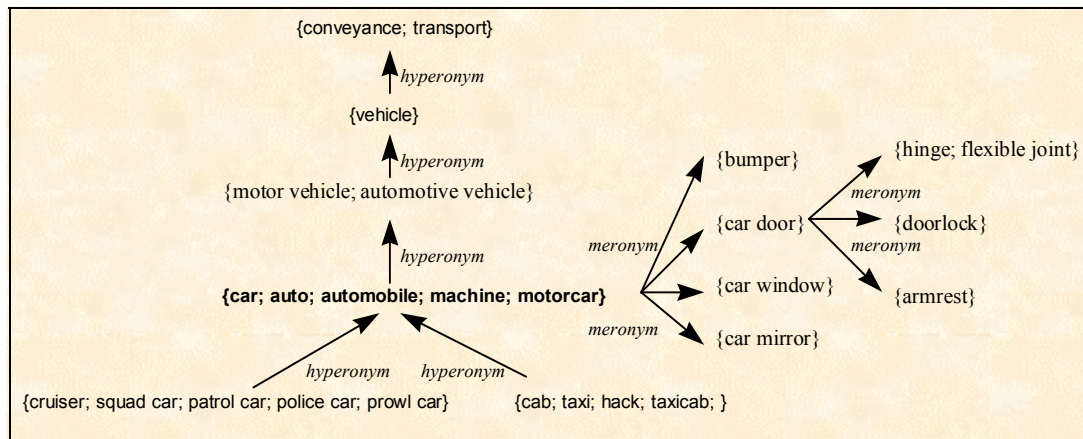 {conveyance; transport}
hyperonym
{vehicle}
hyperonym
{motor vehicle; automotive vehicle}
hyperonym
{car; auto; automobile; machine; motorcar}
hyperonym
hyperonym
{cruiser; squad car; patrol car; police car; prowl car}
{cab; taxi; hack; taxicab; }
meronym
meronym
{bumper}
{car door}
{car window}
{car mirror}
{hinge; flexible joint}
meronym
{doorlock}
meronym
{armrest}